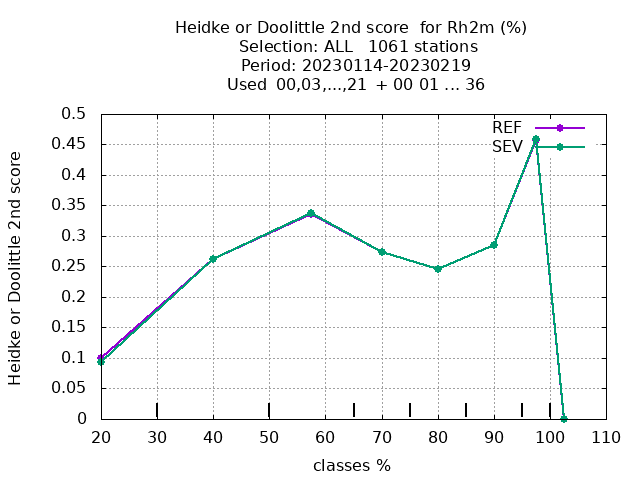 Heidke or Doolittle 2nd score  for Rh2m (%)
Selection: ALL   1061 stations
Period: 20230114-20230219
Used  00,03,...,21  + 00 01 ... 36
REF
SEV
Heidke or Doolittle 2nd score
0.5
0.45
0.4
0.35
0.3
0.25
0.2
0.15
0.1
0.05
0
20 30 40 50 60 70 80 90 100 110
classes %